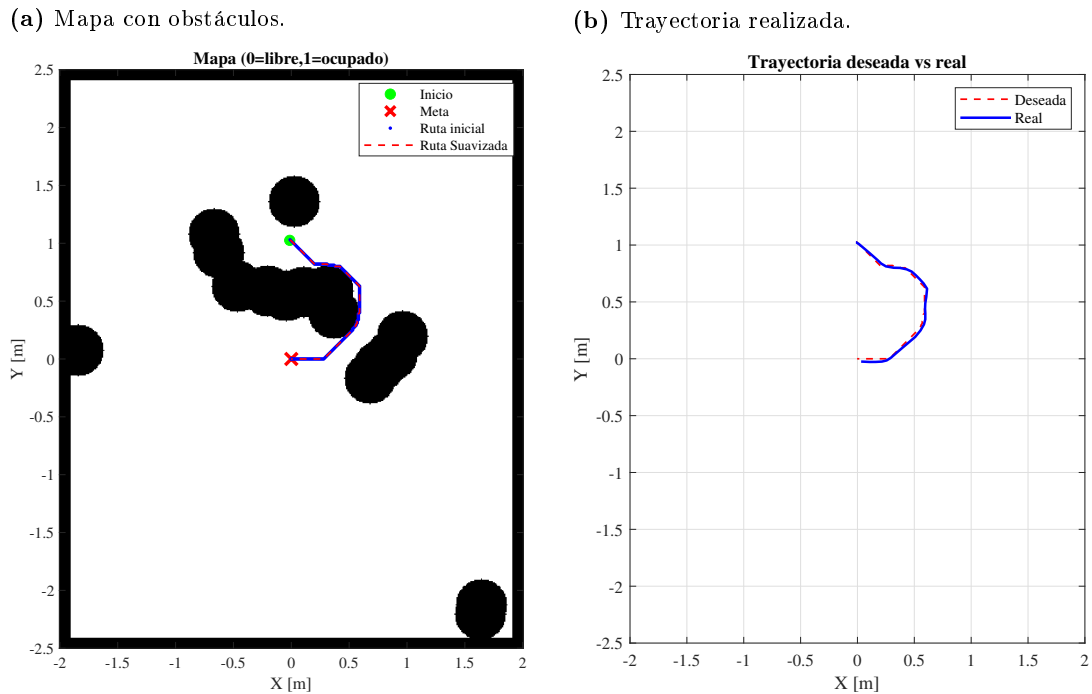 (a) Mapa con obstáculos.
Mapa (0=libre,1=ocupado)
Inicio
Meta
Ruta inicial
Ruta Suavizada
2.5
2
1.5
1
0.5
0
-0.5
-1
-1.5
-2
-2.5
Y [m]
-2 -1.5 -1 -0.5 0 0.5 1 1.5 2
X [m]
(b) Trayectoria realizada.
Trayectoria deseada vs real
Deseada
Real
2.5
2
1.5
1
0.5
0
-0.5
-1
-1.5
-2
-2.5
Y [m]
-2 -1.5 -1 -0.5 0 0.5 1 1.5 2
X [m]